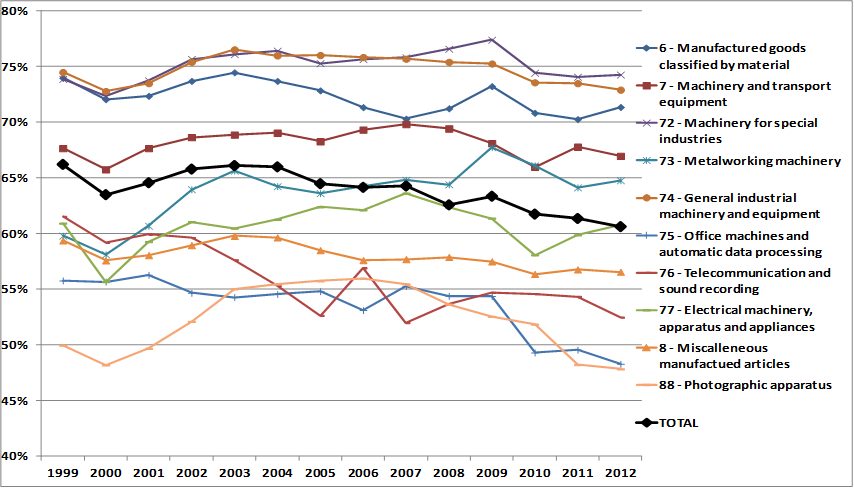 80%
75%
70%
65%
60%
55%
50%
45%
40%
1999 2000 2001 2002 2003 2004 2005 2006 2007 2008 2009 2010 2011 2012
6 - Manufactured goods
classified by material
7 - Machinery and transport
equipment
72 - Machinery for special
industries
73 - Metalworking machinery
74 - General industrial
machinery and equipment
75 - Office machines and
automatic data processing
76 - Telecommunication and
sound recording
77 - Electrical machinery,
apparatus and appliances
8 - Miscalleneous
manufactued articles
88 - Photographic apparatus
TOTAL